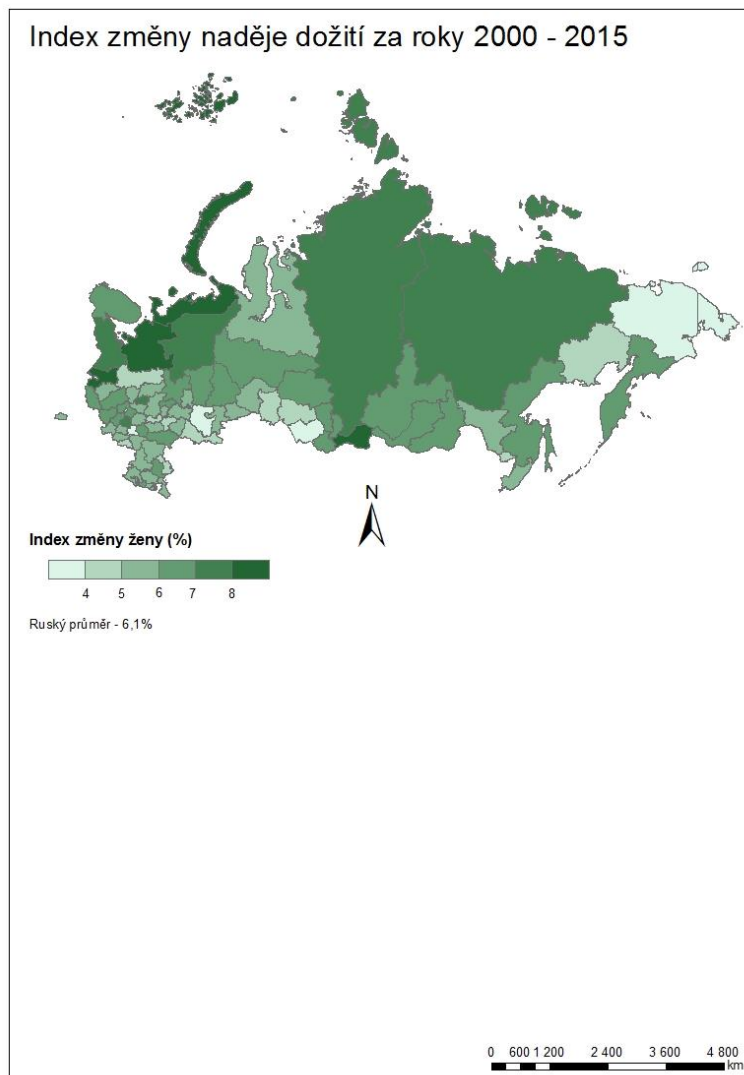 Index změny naděje dožití za roky 2000 - 2015
N
Index změny ženy (%)
4 5 6 7 8
Ruský průměr - 6,1%
0 600 1 200 2 400 3 600 4 800
km